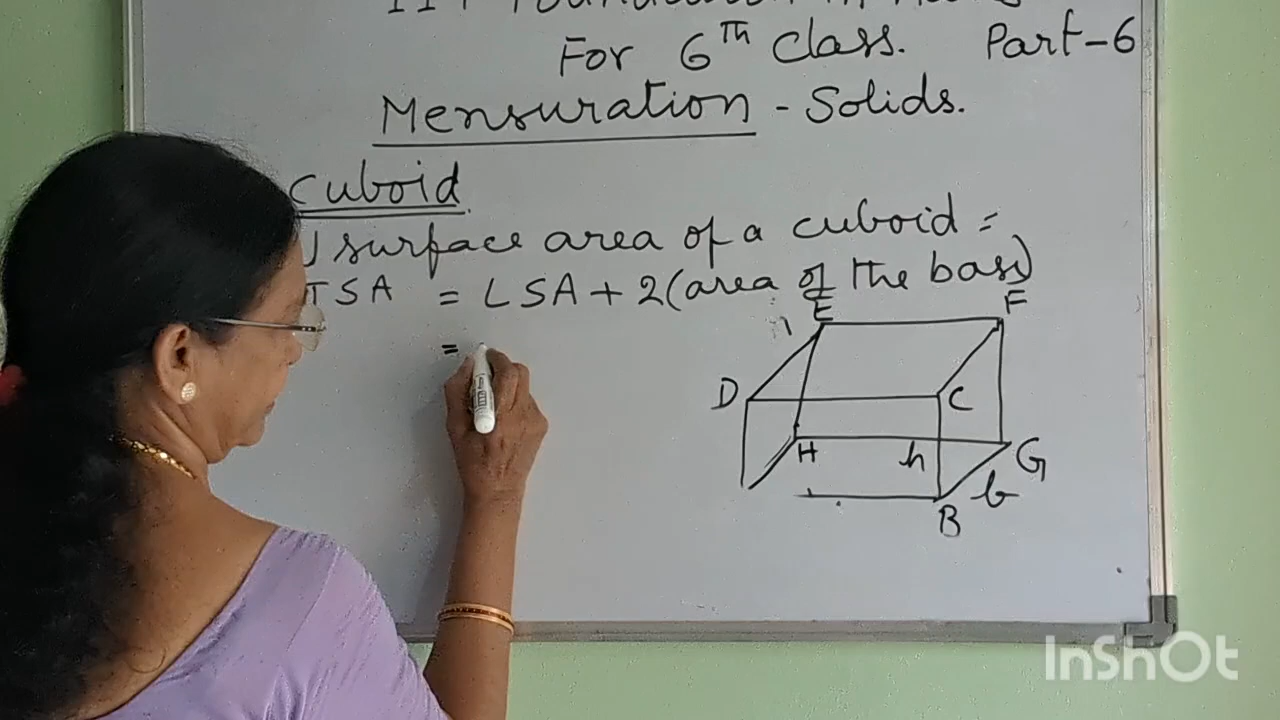 For 6th class. Part-6
Mensuration - Solids.
Cuboid
surface area of a cuboid =
TSA = LSA + 2(area of the base)
=
E F
D C
H h G
b
B
InShOt